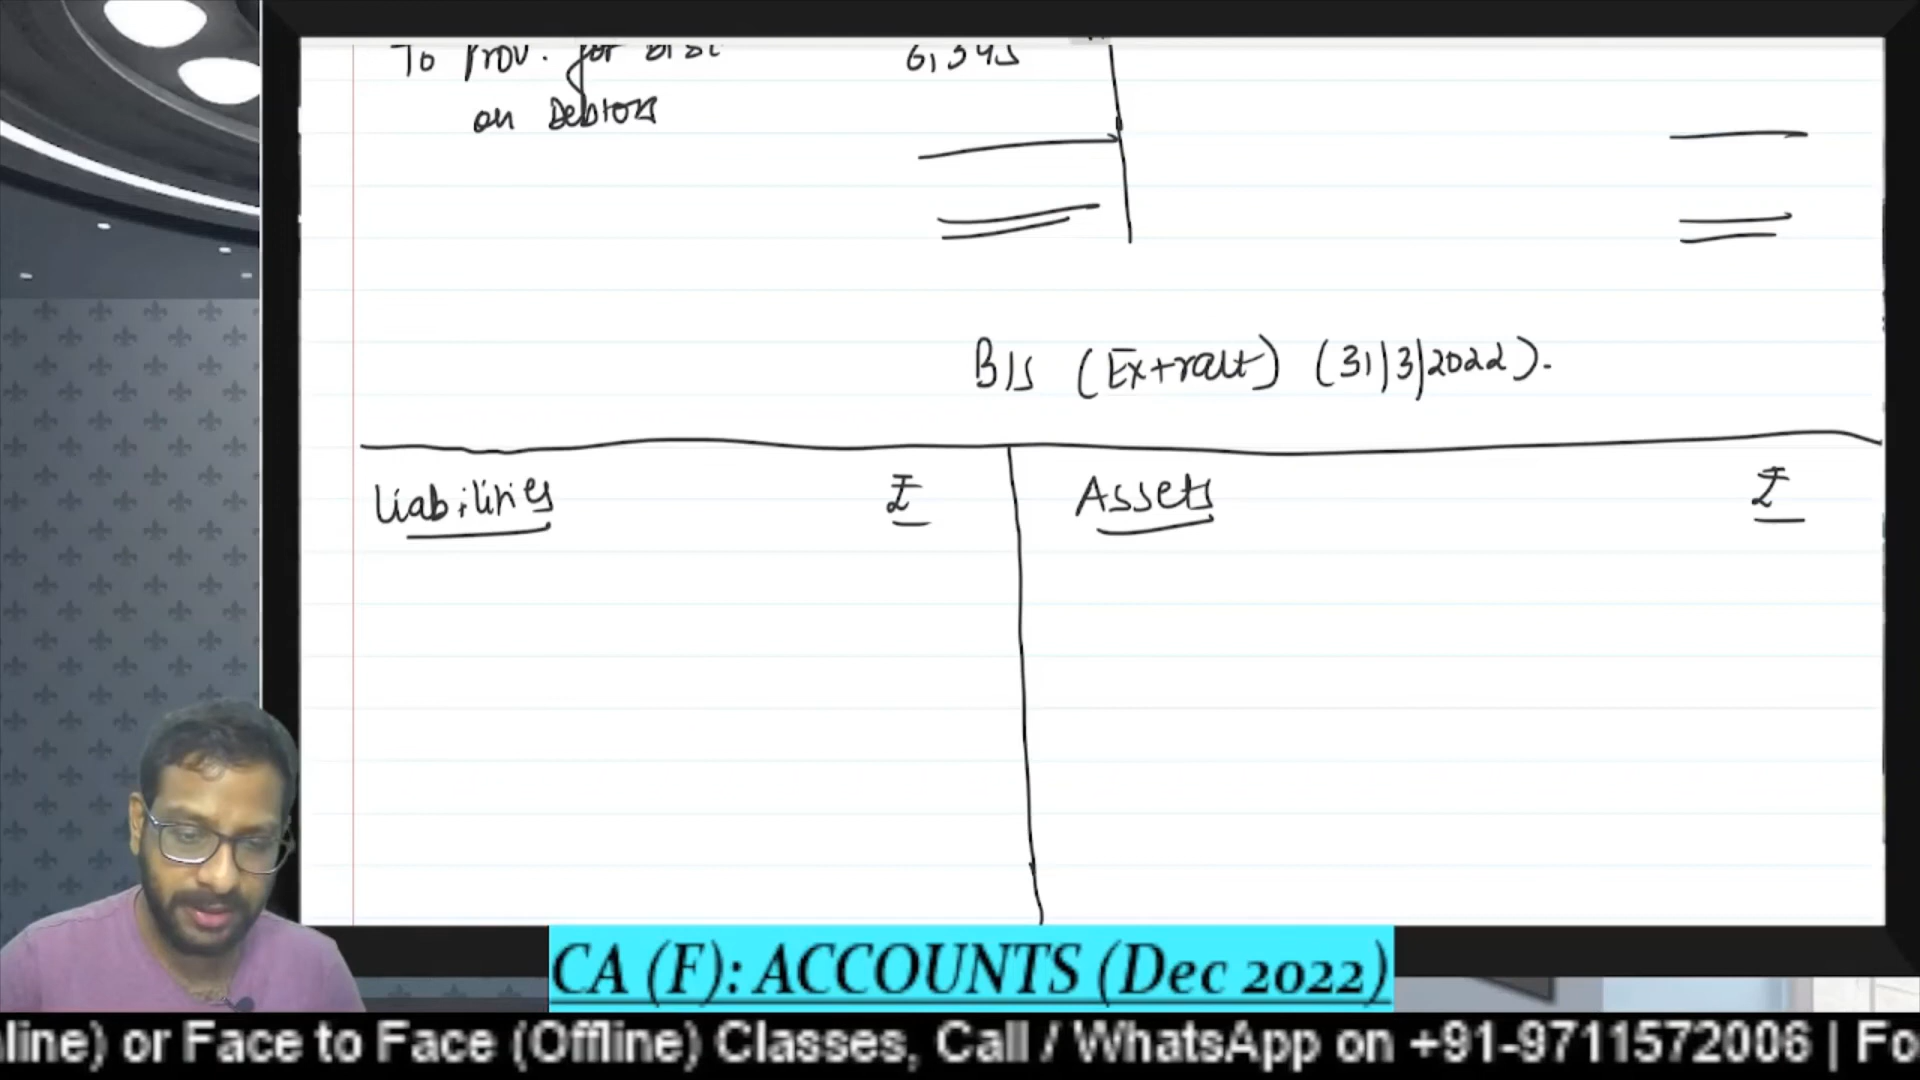 To Prov. for Disc 6,345
on Debtors
B/S (Extract) (31/3/2022).
Liabilities ₹ Assets ₹
CA (F): ACCOUNTS (Dec 2022)
line) or Face to Face (Offline) Classes, Call / WhatsApp on +91-9711572006 | Fo